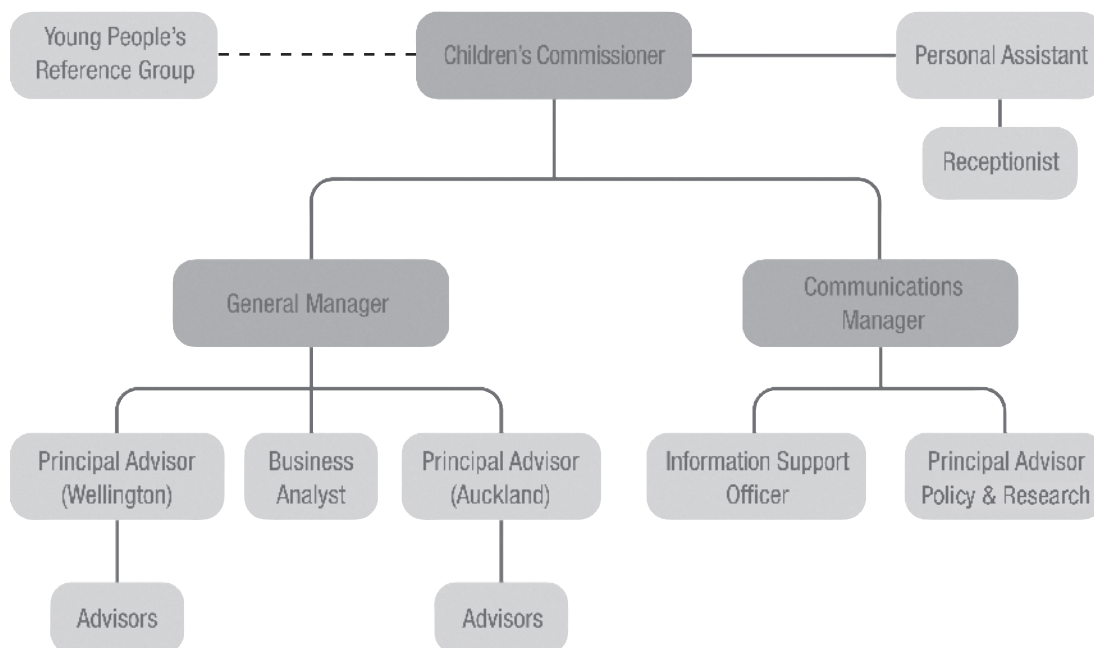 Young People's
Reference Group
Children's Commissioner
Personal Assistant
Receptionist
General Manager
Communications
Manager
Principal Advisor
(Wellington)
Business
Analyst
Principal Advisor
(Auckland)
Information Support
Officer
Principal Advisor
Policy & Research
Advisors
Advisors